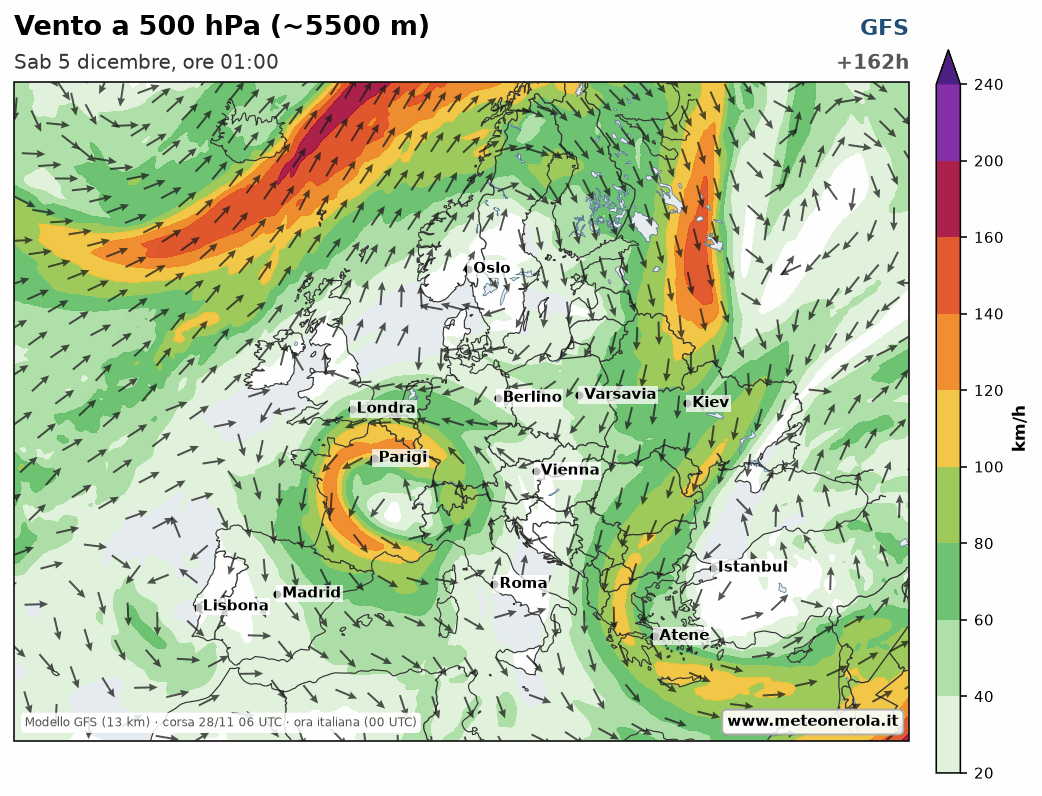 Vento a 500 hPa (~5500 m)
GFS
Sab 5 dicembre, ore 01:00
+162h
240
200
160
140
120
100
80
60
40
20
km/h
Oslo
Berlino
Varsavia
Kiev
Londra
Parigi
Vienna
Istanbul
Roma
Madrid
Lisbona
Atene
Modello GFS (13 km) · corsa 28/11 06 UTC · ora italiana (00 UTC)
www.meteonerola.it